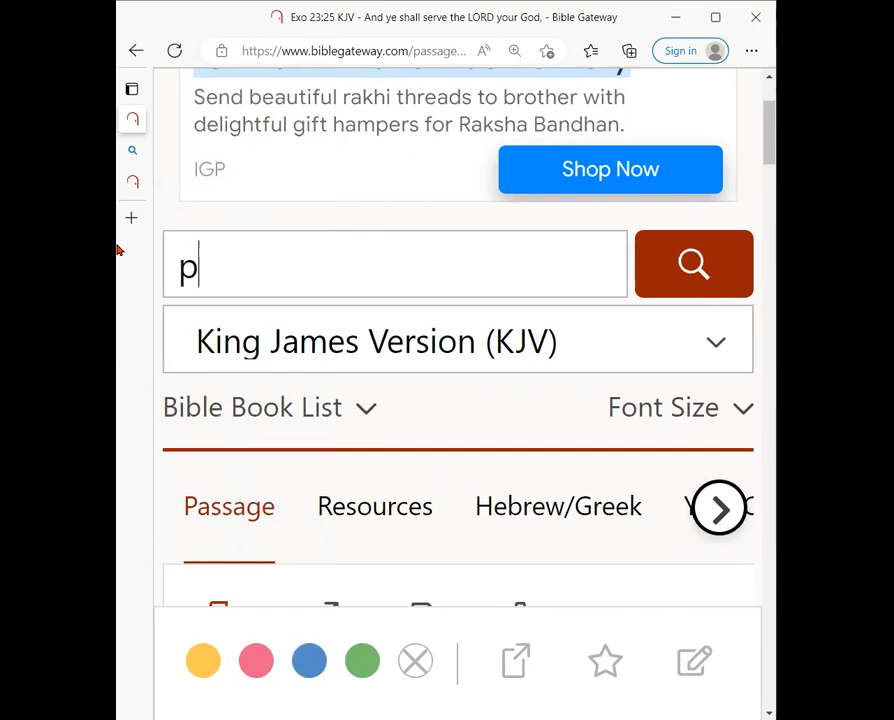 Exo 23:25 KJV - And ye shall serve the LORD your God, - Bible Gateway
https://www.biblegateway.com/passage... A Sign in
Send beautiful rakhi threads to brother with
delightful gift hampers for Raksha Bandhan.
IGP Shop Now
p
King James Version (KJV)
Bible Book List Font Size
Passage Resources Hebrew/Greek